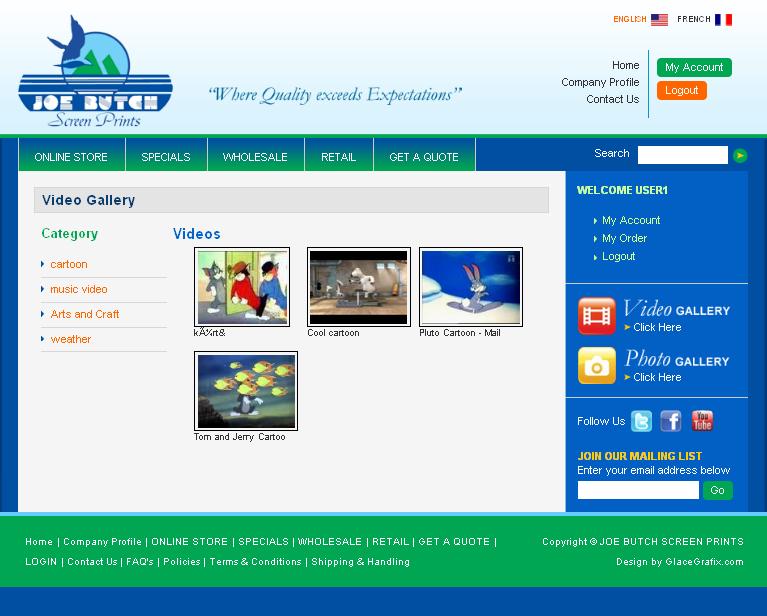 ENGLISH FRENCH
Home
Company Profile
Contact Us
My Account
Logout
JOE BUTCH
Screen Prints
"Where Quality exceeds Expectations"
ONLINE STORE SPECIALS WHOLESALE RETAIL GET A QUOTE
Search
Video Gallery
Category
cartoon
music video
Arts and Craft
weather
Videos
kÃ¼rt&
Cool cartoon
Pluto Cartoon - Mail
Tom and Jerry Cartoo
WELCOME USER1
My Account
My Order
Logout
Video GALLERY
Click Here
Photo GALLERY
Click Here
Follow Us
You Tube
JOIN OUR MAILING LIST
Enter your email address below
Go
Home | Company Profile | ONLINE STORE | SPECIALS | WHOLESALE | RETAIL | GET A QUOTE |
LOGIN | Contact Us | FAQ's | Policies | Terms & Conditions | Shipping & Handling
Copyright © JOE BUTCH SCREEN PRINTS
Design by GlaceGrafix.com